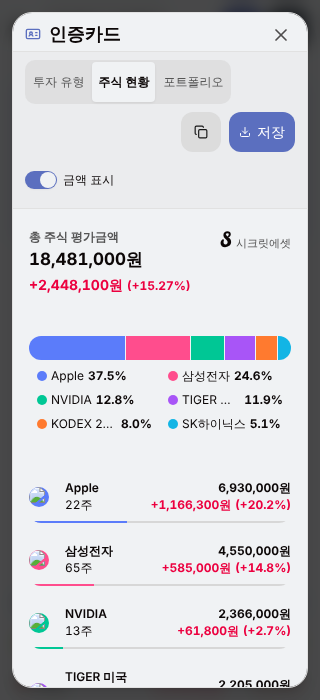 인증카드
투자 유형 주식 현황 포트폴리오
저장
금액 표시
총 주식 평가금액
시크릿에셋
18,481,000원
+2,448,100원 (+15.27%)
Apple 37.5% 삼성전자 24.6%
NVIDIA 12.8% TIGER ... 11.9%
KODEX 2... 8.0% SK하이닉스 5.1%
Apple 6,930,000원
22주 +1,166,300원 (+20.2%)
삼성전자 4,550,000원
65주 +585,000원 (+14.8%)
NVIDIA 2,366,000원
13주 +61,800원 (+2.7%)
TIGER 미국
2,205,000원